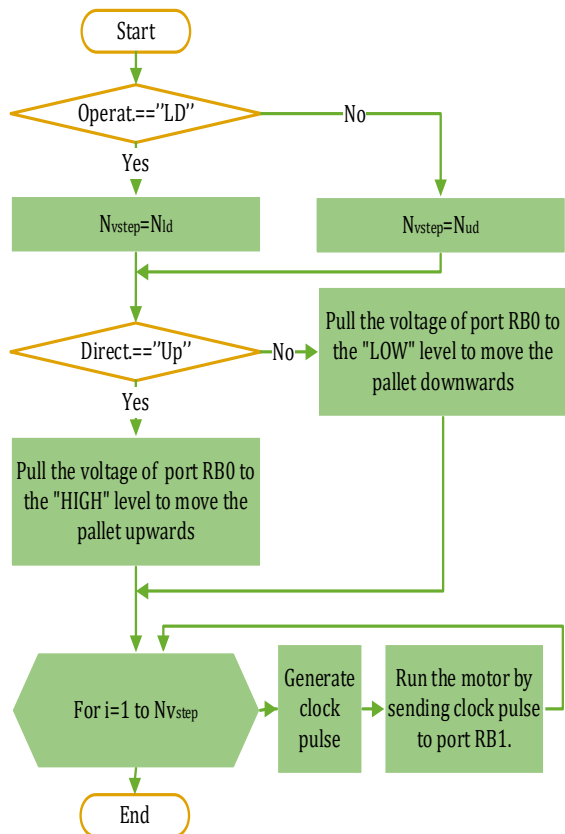 Start
Operat.==''LD''
No
Yes
Nvstep=Nld
Nvstep=Nud
Direct.==''Up''
No
Pull the voltage of port RB0 to
the "LOW" level to move the
pallet downwards
Yes
Pull the voltage of port RB0 to
the "HIGH" level to move the
pallet upwards
For i=1 to Nvstep
Generate
clock
pulse
Run the motor by
sending clock pulse
to port RB1.
End